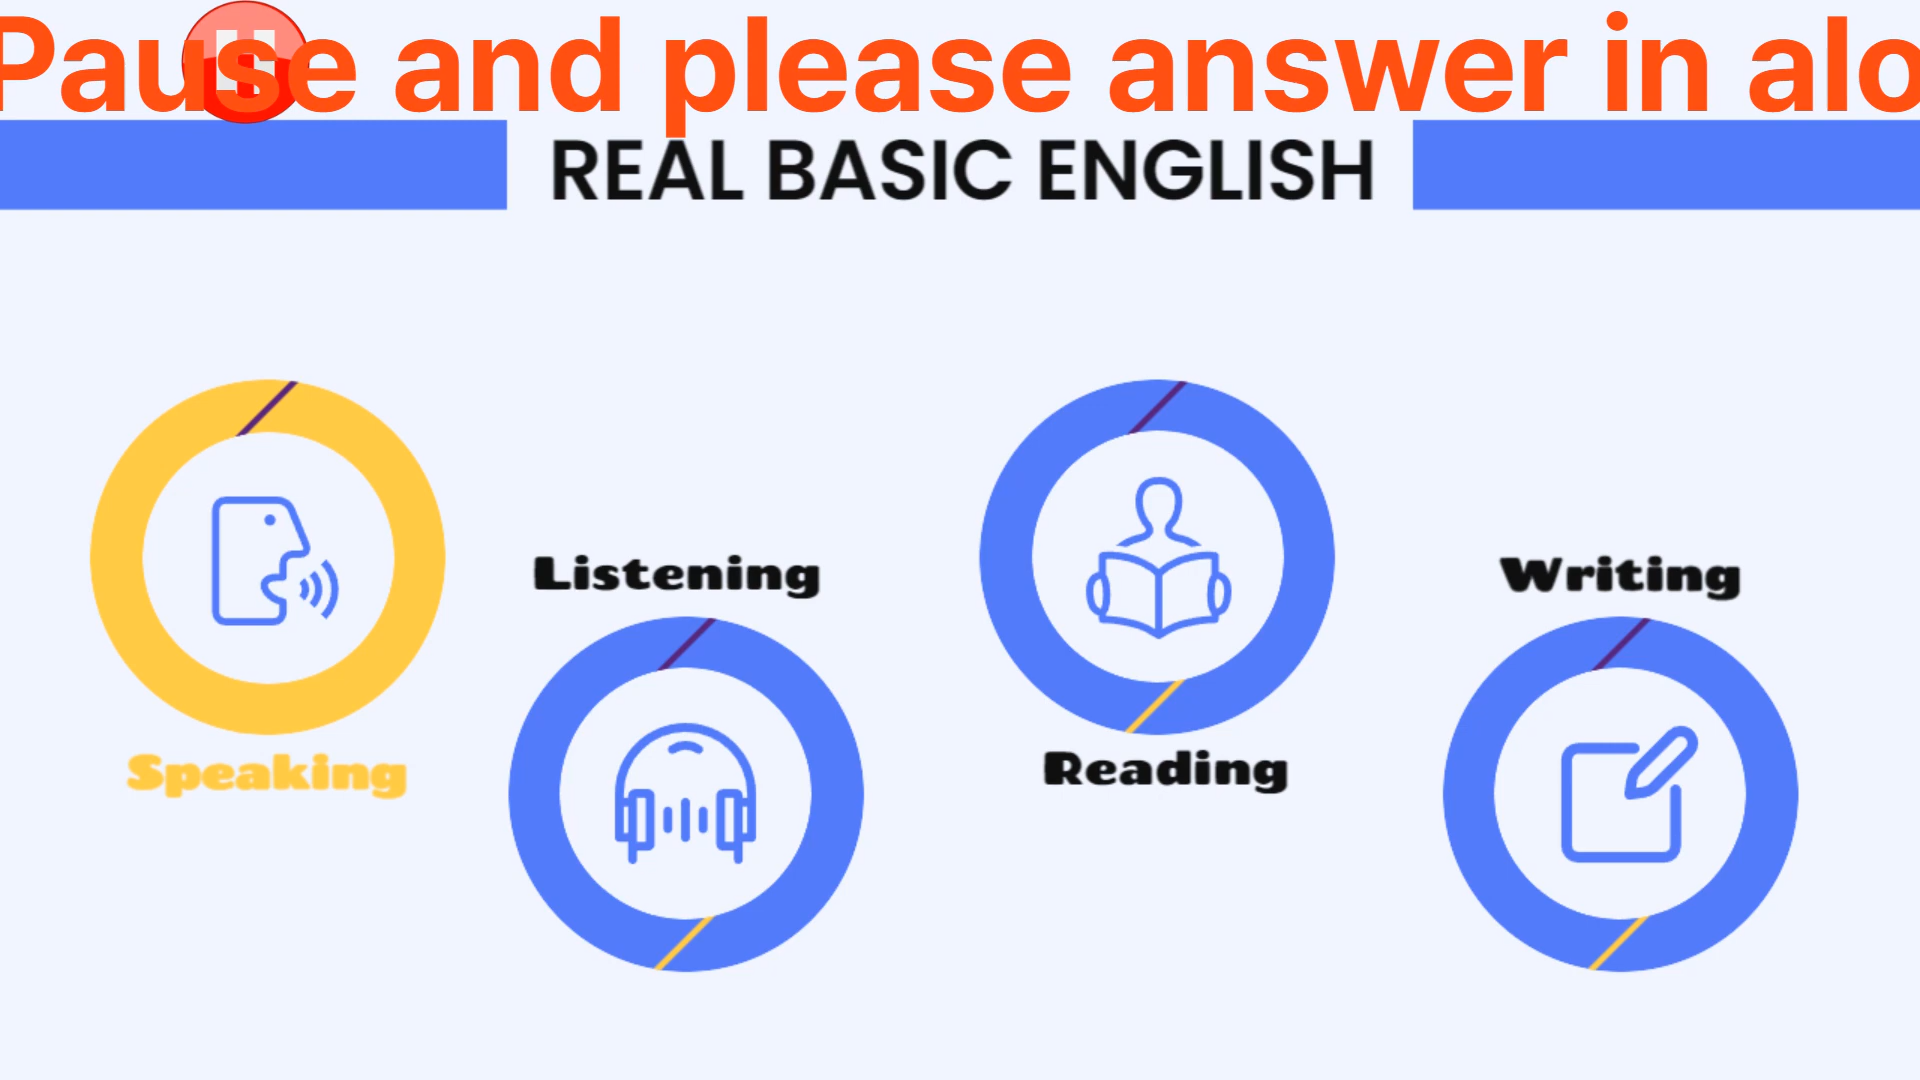 Pause and please answer in alo
REAL BASIC ENGLISH
Listening
Writing
Speaking
Reading